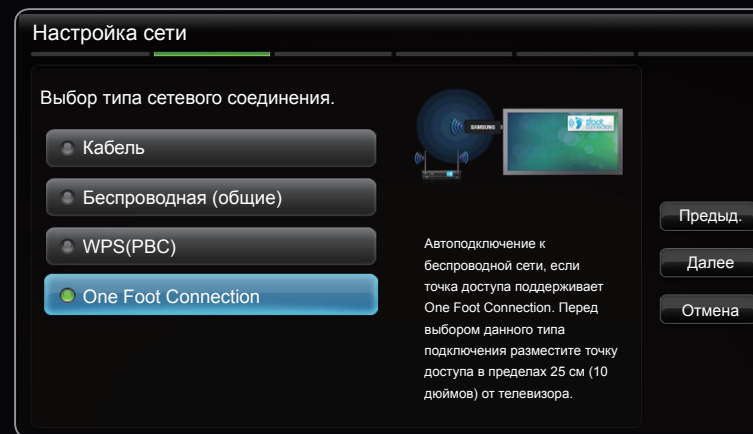 Настройка сети
Выбор типа сетевого соединения.
Кабель
Беспроводная (общие)
WPS(PBC)
One Foot Connection
SAMSUNG
Автоподключение к
беспроводной сети, если
точка доступа поддерживает
One Foot Connection. Перед
выбором данного типа
подключения разместите точку
доступа в пределах 25 см (10
дюймов) от телевизора.
Предыд.
Далее
Отмена